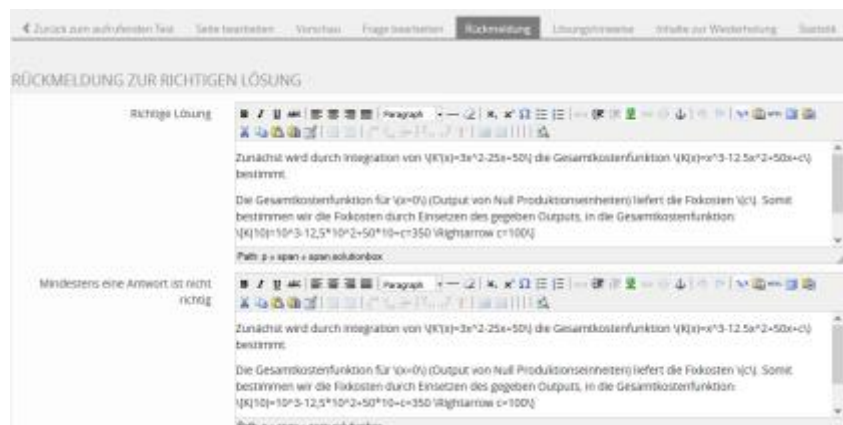 Zurück zum aufrufenden Test Seite bearbeiten Vorschau Frage bearbeiten Rückmeldung Lösungshinweise Inhalte zur Wiederholung Statistik
RÜCKMELDUNG ZUR RICHTIGEN LÖSUNG
Richtige Lösung
B I U ABC Paragraph
Zunächst wird durch Integration von \(K'(x)=3x^2-25x+50\) die Gesamtkostenfunktion \(K(x)=x^3-12.5x^2+50x+c\)
bestimmt.
Die Gesamtkostenfunktion für \(x=0\) (Output von Null Produktionseinheiten) liefert die Fixkosten \(c\). Somit
bestimmen wir die Fixkosten durch Einsetzen des gegeben Outputs, in die Gesamtkostenfunktion:
\[K(10)=10^3-12,5*10^2+50*10+c=350 \Rightarrow c=100\]
Path: p » span » span.solutionbox
Mindestens eine Antwort ist nicht
richtig
B I U ABC Paragraph
Zunächst wird durch Integration von \(K'(x)=3x^2-25x+50\) die Gesamtkostenfunktion \(K(x)=x^3-12.5x^2+50x+c\)
bestimmt.
Die Gesamtkostenfunktion für \(x=0\) (Output von Null Produktionseinheiten) liefert die Fixkosten \(c\). Somit
bestimmen wir die Fixkosten durch Einsetzen des gegeben Outputs, in die Gesamtkostenfunktion:
\[K(10)=10^3-12,5*10^2+50*10+c=350 \Rightarrow c=100\]